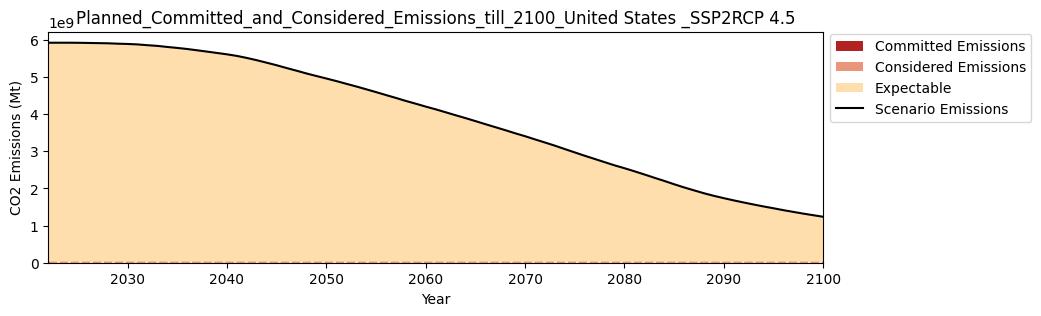 Planned_Committed_and_Considered_Emissions_till_2100_United States _SSP2RCP 4.5
1e9
6
5
4
3
2
1
0
CO2 Emissions (Mt)
2030 2040 2050 2060 2070 2080 2090 2100
Year
Committed Emissions
Considered Emissions
Expectable
Scenario Emissions